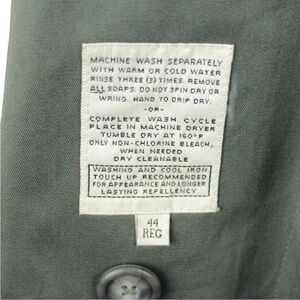 MACHINE WASH SEPARATELY
WITH WARM OR COLD WATER
RINSE THREE (3) TIMES. REMOVE
ALL SOAPS. DO NOT SPIN DRY OR
WRING. HANG TO DRIP DRY.
-OR-
COMPLETE WASH CYCLE
PLACE IN MACHINE DRYER
TUMBLE DRY AT 160°F
ONLY NON-CHLORINE BLEACH,
WHEN NEEDED
DRY CLEANABLE
WASHING AND COOL IRON
TOUCH UP RECOMMENDED
FOR APPEARANCE AND LONGER
LASTING REPELLENCY
44
REG